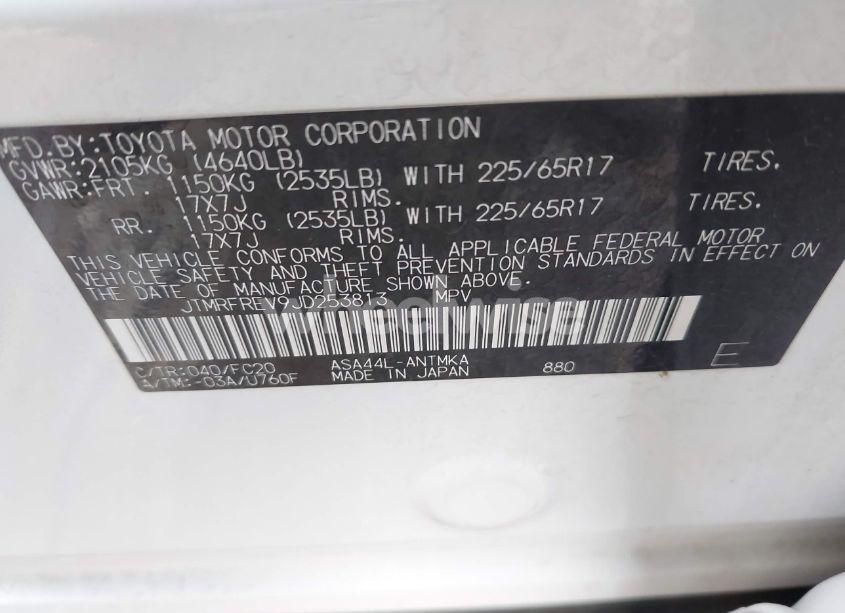 MFD.BY:TOYOTA MOTOR CORPORATION
GVWR:2105KG (4640LB)
GAWR:FRT. 1150KG (2535LB) WITH 225/65R17 TIRES.
17X7J RIMS.
RR. 1150KG (2535LB) WITH 225/65R17 TIRES.
17X7J RIMS.
THIS VEHICLE CONFORMS TO ALL APPLICABLE FEDERAL MOTOR
VEHICLE SAFETY AND THEFT PREVENTION STANDARDS IN EFFECT ON
THE DATE OF MANUFACTURE SHOWN ABOVE.
JTMRFREV9JD253813 MPV
C/TR:040/FC20 ASA44L-ANTMKA 880 E
A/TM:-03A/U760F MADE IN JAPAN